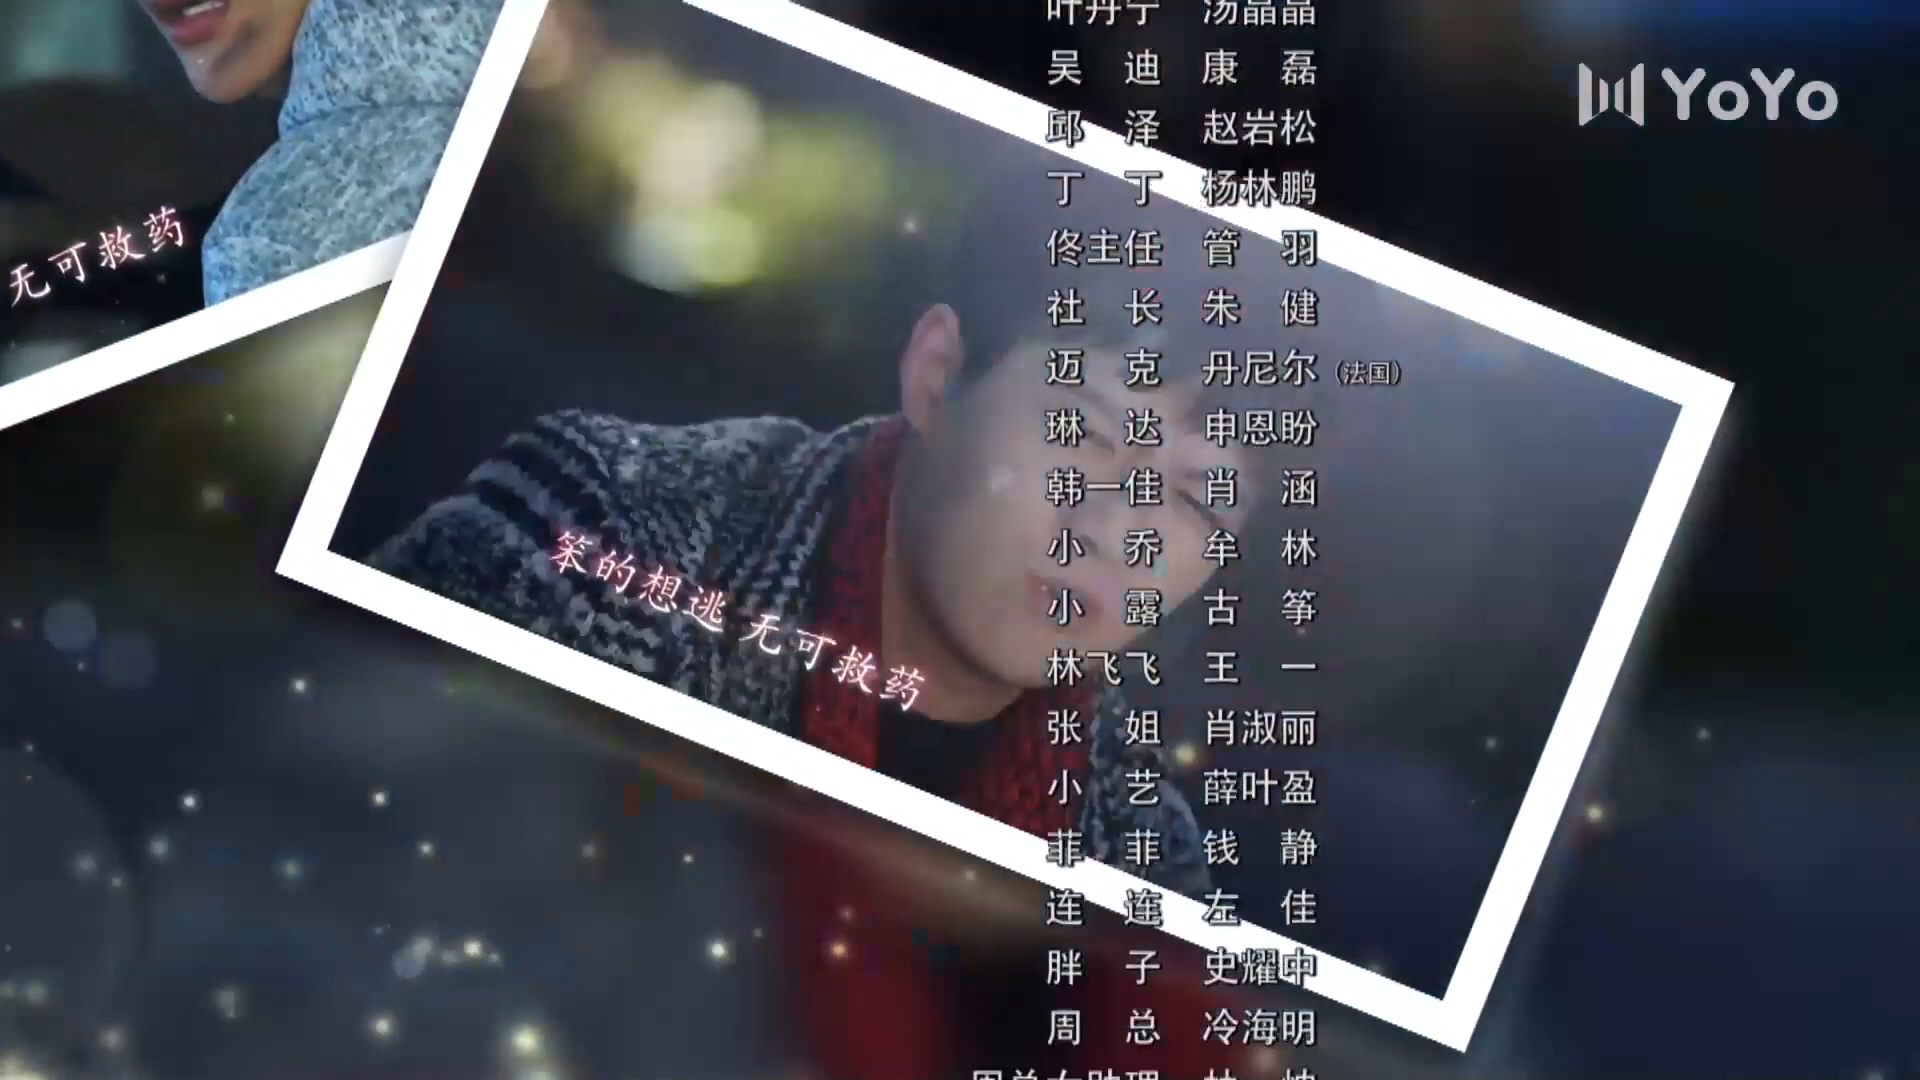 叶丹宁 汤晶晶
YoYo
吴迪 康磊
邱泽 赵岩松
丁丁 杨林鹏
佟主任 管羽
无可救药
社长 朱健
迈克 丹尼尔（法国）
琳达 申恩盼
韩一佳 肖涵
小乔 牟林
笨的想逃 无可救药
小露 古筝
林飞飞 王一
张姐 肖淑丽
小艺 薛叶盈
菲菲 钱静
连连 左佳
胖子 史耀中
周总 冷海明